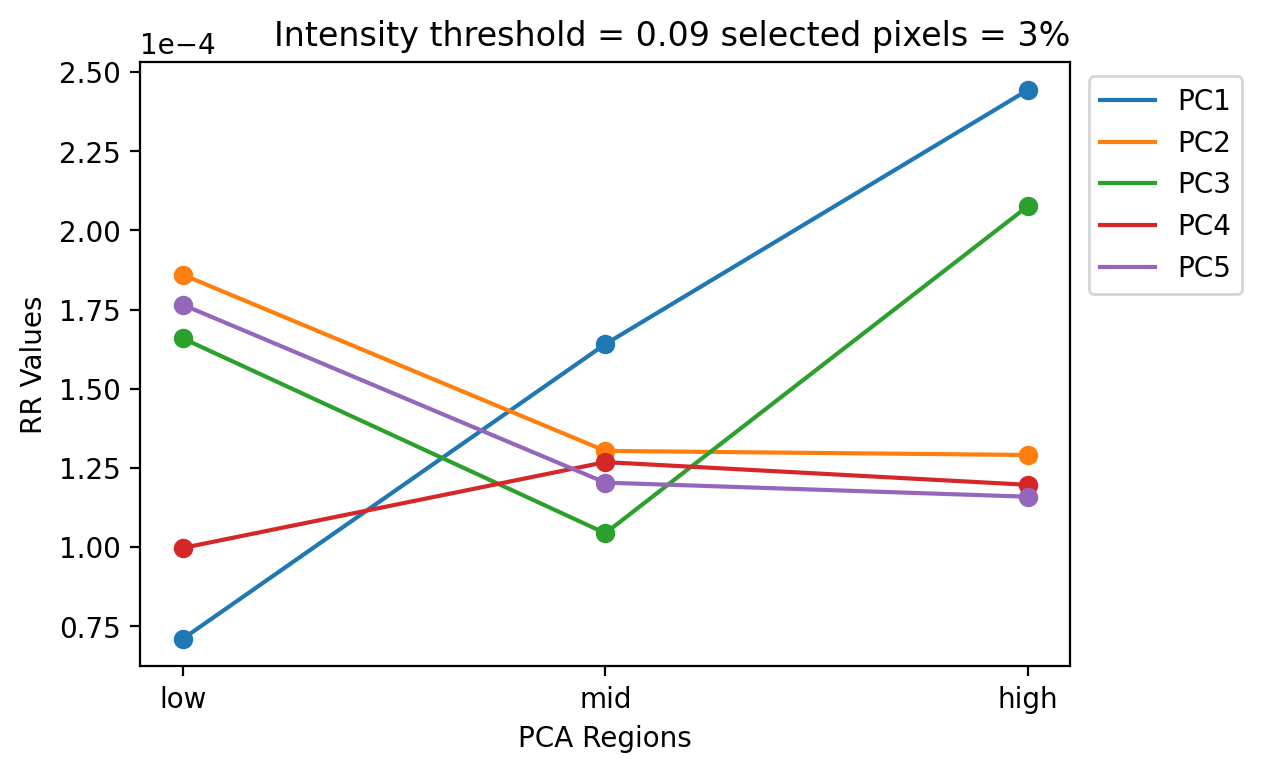 Intensity threshold = 0.09 selected pixels = 3%
1e−4
2.50
2.25
2.00
1.75
1.50
1.25
1.00
0.75
RR Values
low
mid
high
PCA Regions
PC1
PC2
PC3
PC4
PC5